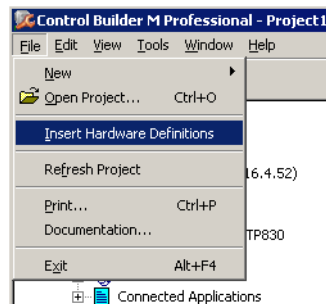 Control Builder M Professional - Project1
File Edit View Tools Window Help
New
Open Project... Ctrl+O
Insert Hardware Definitions
Refresh Project
16.4.52)
Print... Ctrl+P
Documentation...
TP830
Exit Alt+F4
Connected Applications